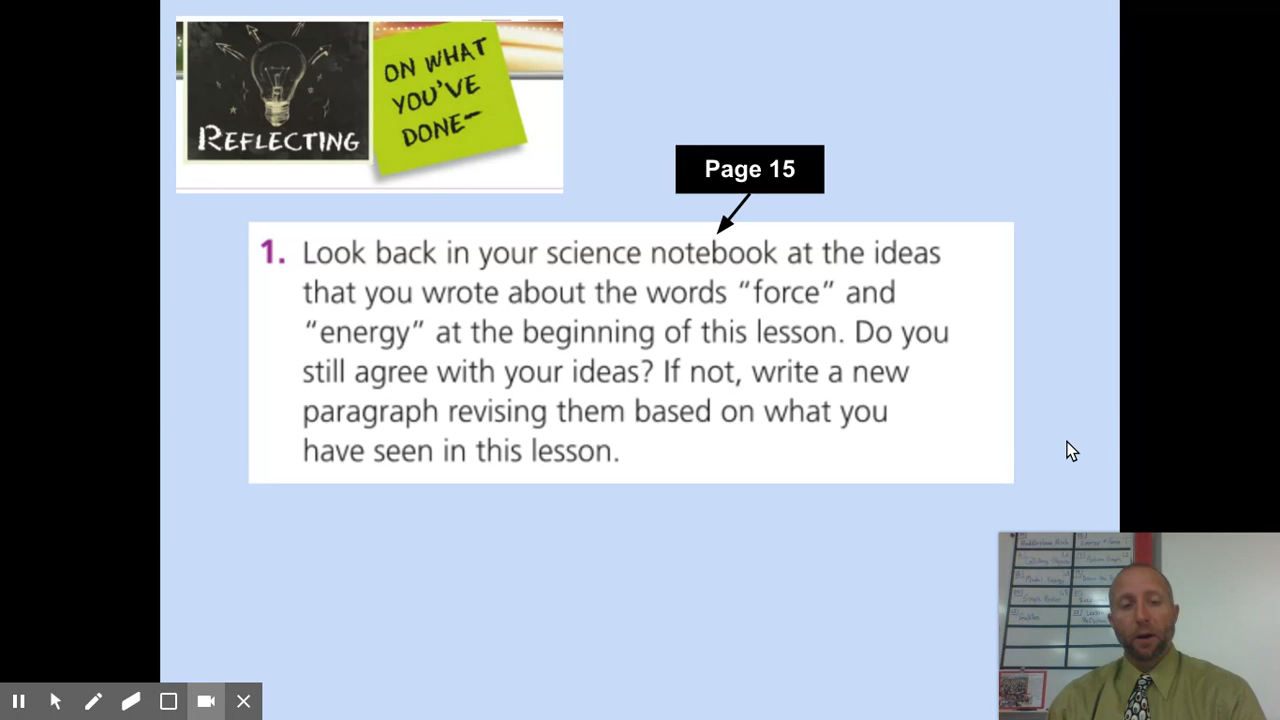 REFLECTING
ON WHAT
YOU'VE
DONE-
Page 15
1. Look back in your science notebook at the ideas
that you wrote about the words “force” and
“energy” at the beginning of this lesson. Do you
still agree with your ideas? If not, write a new
paragraph revising them based on what you
have seen in this lesson.